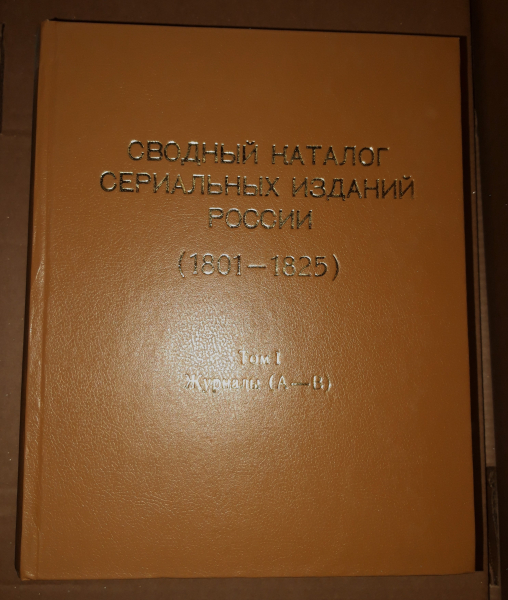 СВОДНЫЙ КАТАЛОГ
СЕРИАЛЬНЫХ ИЗДАНИЙ
РОССИИ
(1801—1825)
Том I
Журналы (А—В)